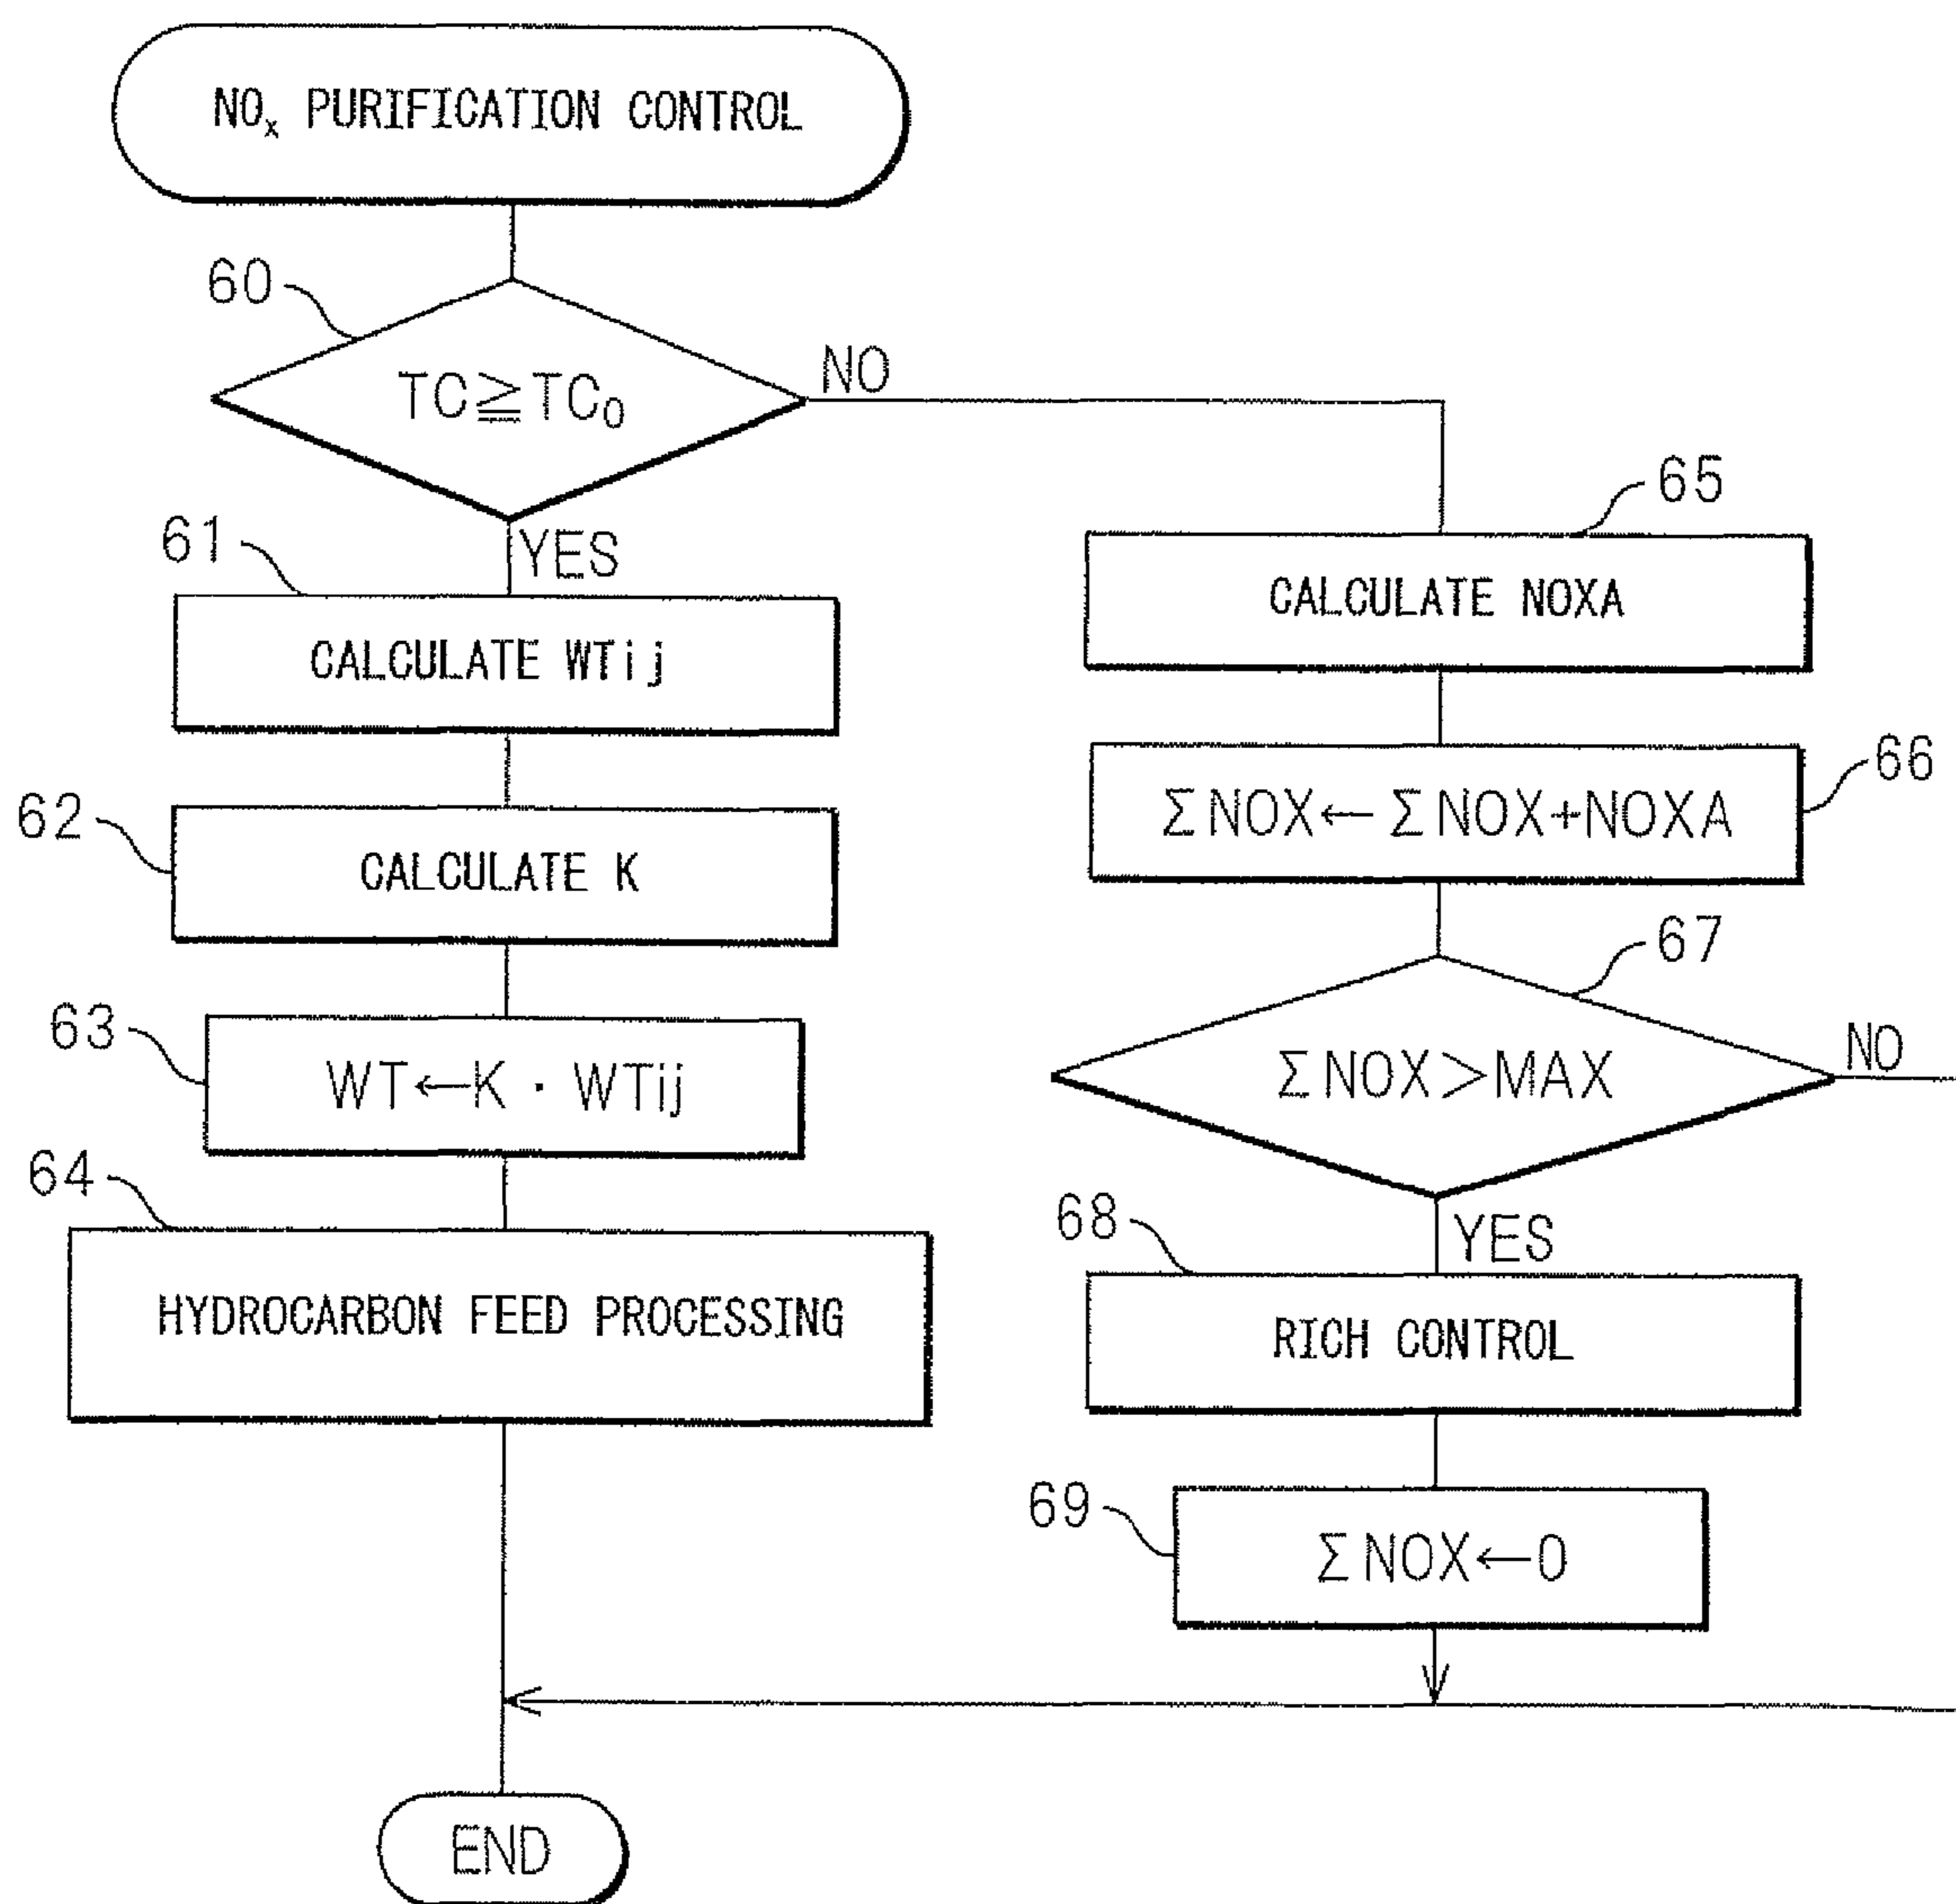 NOx PURIFICATION CONTROL
60
TC≧TC0
NO
YES
61
CALCULATE WTij
62
CALCULATE K
63
WT←K · WTij
64
HYDROCARBON FEED PROCESSING
65
CALCULATE NOXA
66
ΣNOX←ΣNOX+NOXA
67
ΣNOX>MAX
NO
YES
68
RICH CONTROL
69
ΣNOX←0
END